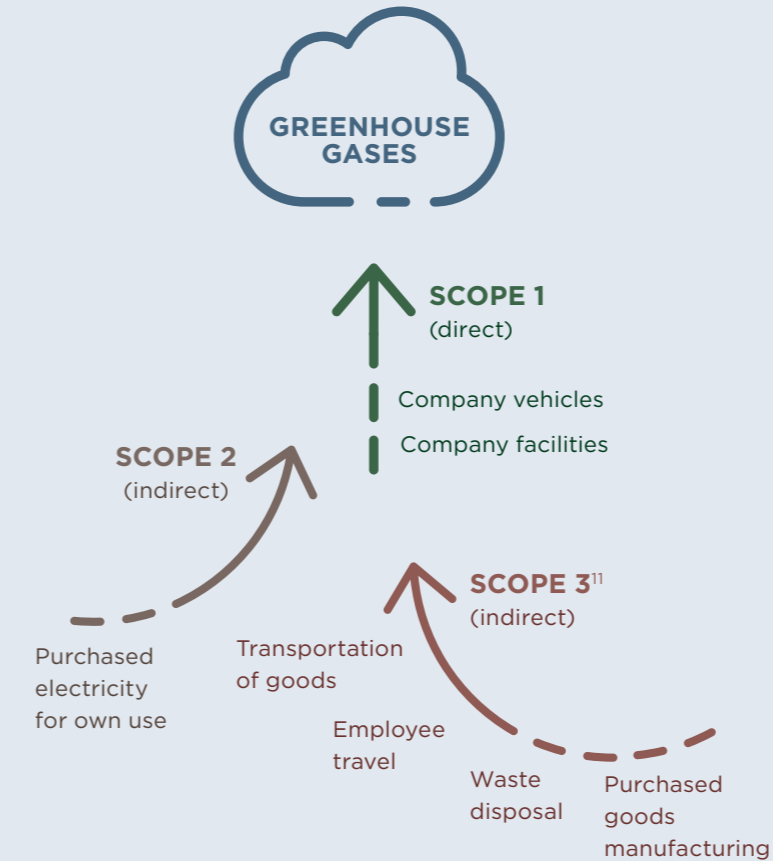 GREENHOUSE
GASES
SCOPE 1
(direct)
Company vehicles
Company facilities
SCOPE 2
(indirect)
Purchased
electricity
for own use
SCOPE 3¹¹
(indirect)
Transportation
of goods
Employee
travel
Waste
disposal
Purchased
goods
manufacturing